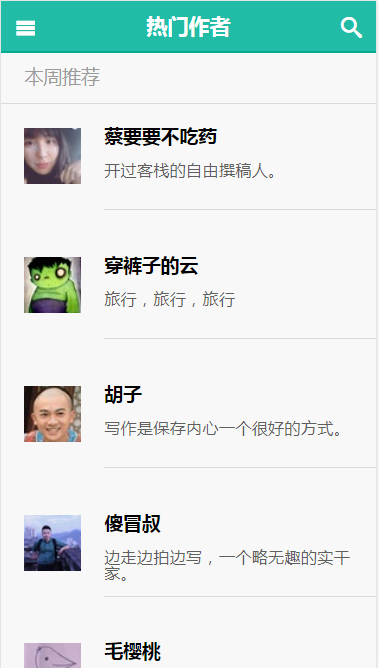 热门作者
本周推荐
蔡要要不吃药
开过客栈的自由撰稿人。
穿裤子的云
旅行，旅行，旅行
胡子
写作是保存内心一个很好的方式。
傻冒叔
边走边拍边写，一个略无趣的实干
家。
毛樱桃